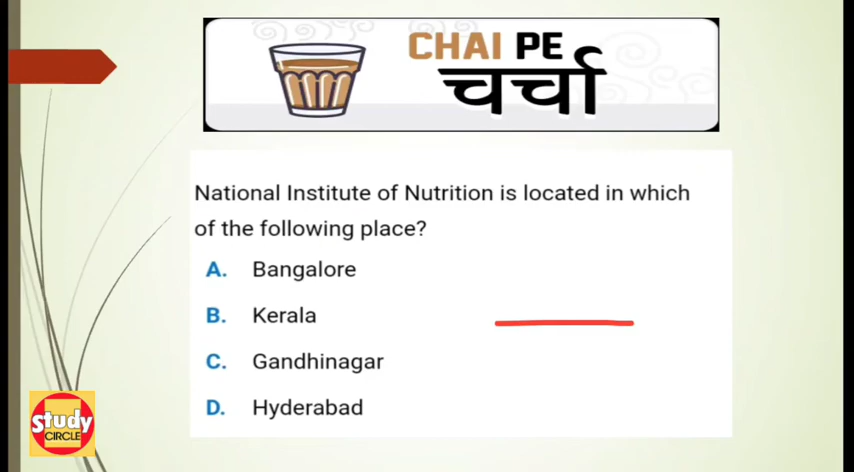 CHAI PE
चर्चा
National Institute of Nutrition is located in which
of the following place?
A. Bangalore
B. Kerala
C. Gandhinagar
D. Hyderabad
Study
CIRCLE